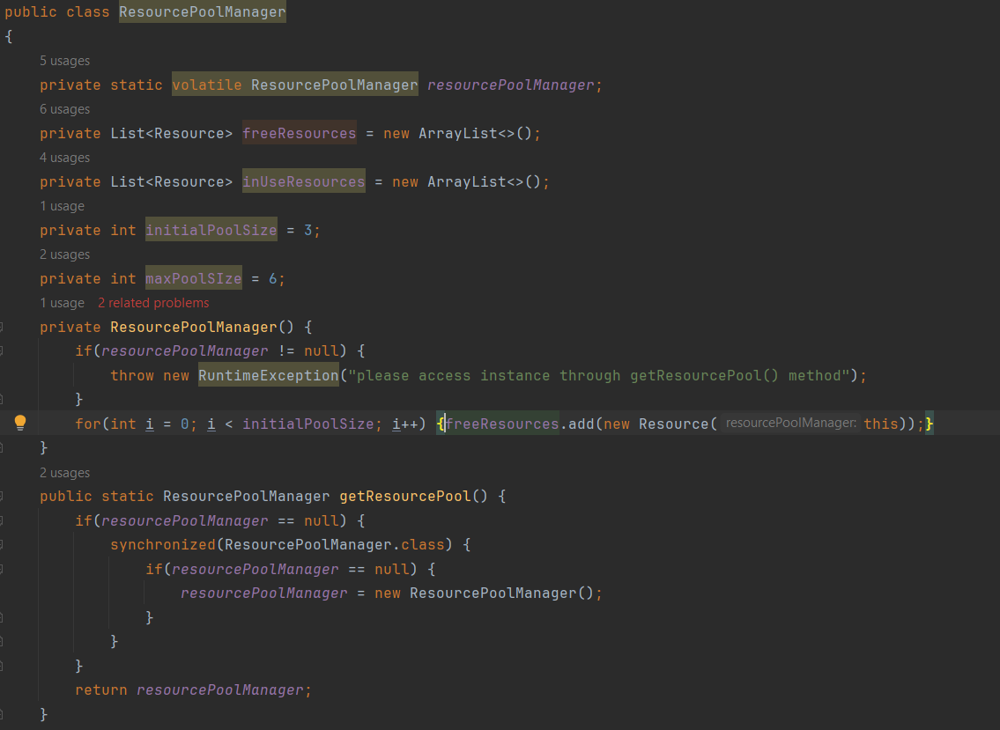 public class ResourcePoolManager
{
5 usages
private static volatile ResourcePoolManager resourcePoolManager;
6 usages
private List<Resource> freeResources = new ArrayList<>();
4 usages
private List<Resource> inUseResources = new ArrayList<>();
1 usage
private int initialPoolSize = 3;
2 usages
private int maxPoolSIze = 6;
1 usage 2 related problems
private ResourcePoolManager() {
if(resourcePoolManager != null) {
throw new RuntimeException("please access instance through getResourcePool() method");
}
for(int i = 0; i < initialPoolSize; i++) {freeResources.add(new Resource( resourcePoolManager: this));}
}
2 usages
public static ResourcePoolManager getResourcePool() {
if(resourcePoolManager == null) {
synchronized(ResourcePoolManager.class) {
if(resourcePoolManager == null) {
resourcePoolManager = new ResourcePoolManager();
}
}
}
return resourcePoolManager;
}